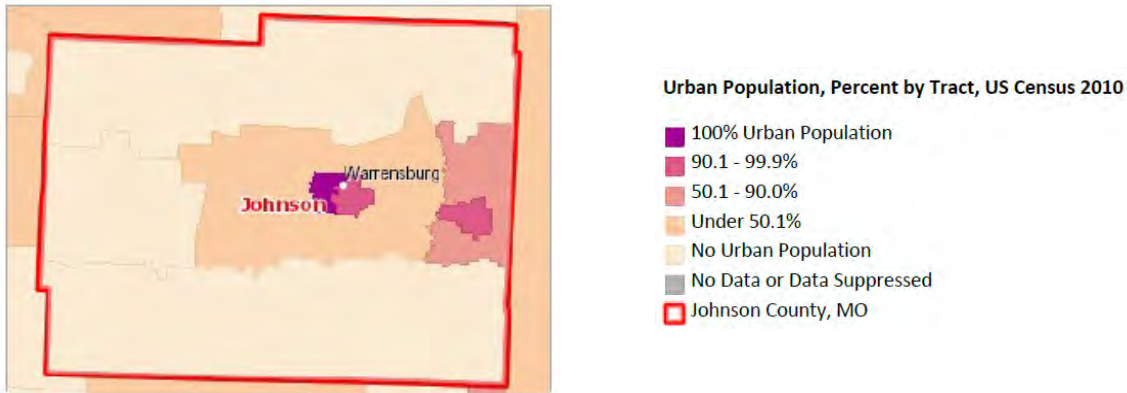 Warrensburg
Johnson
Urban Population, Percent by Tract, US Census 2010
100% Urban Population
90.1 - 99.9%
50.1 - 90.0%
Under 50.1%
No Urban Population
No Data or Data Suppressed
Johnson County, MO